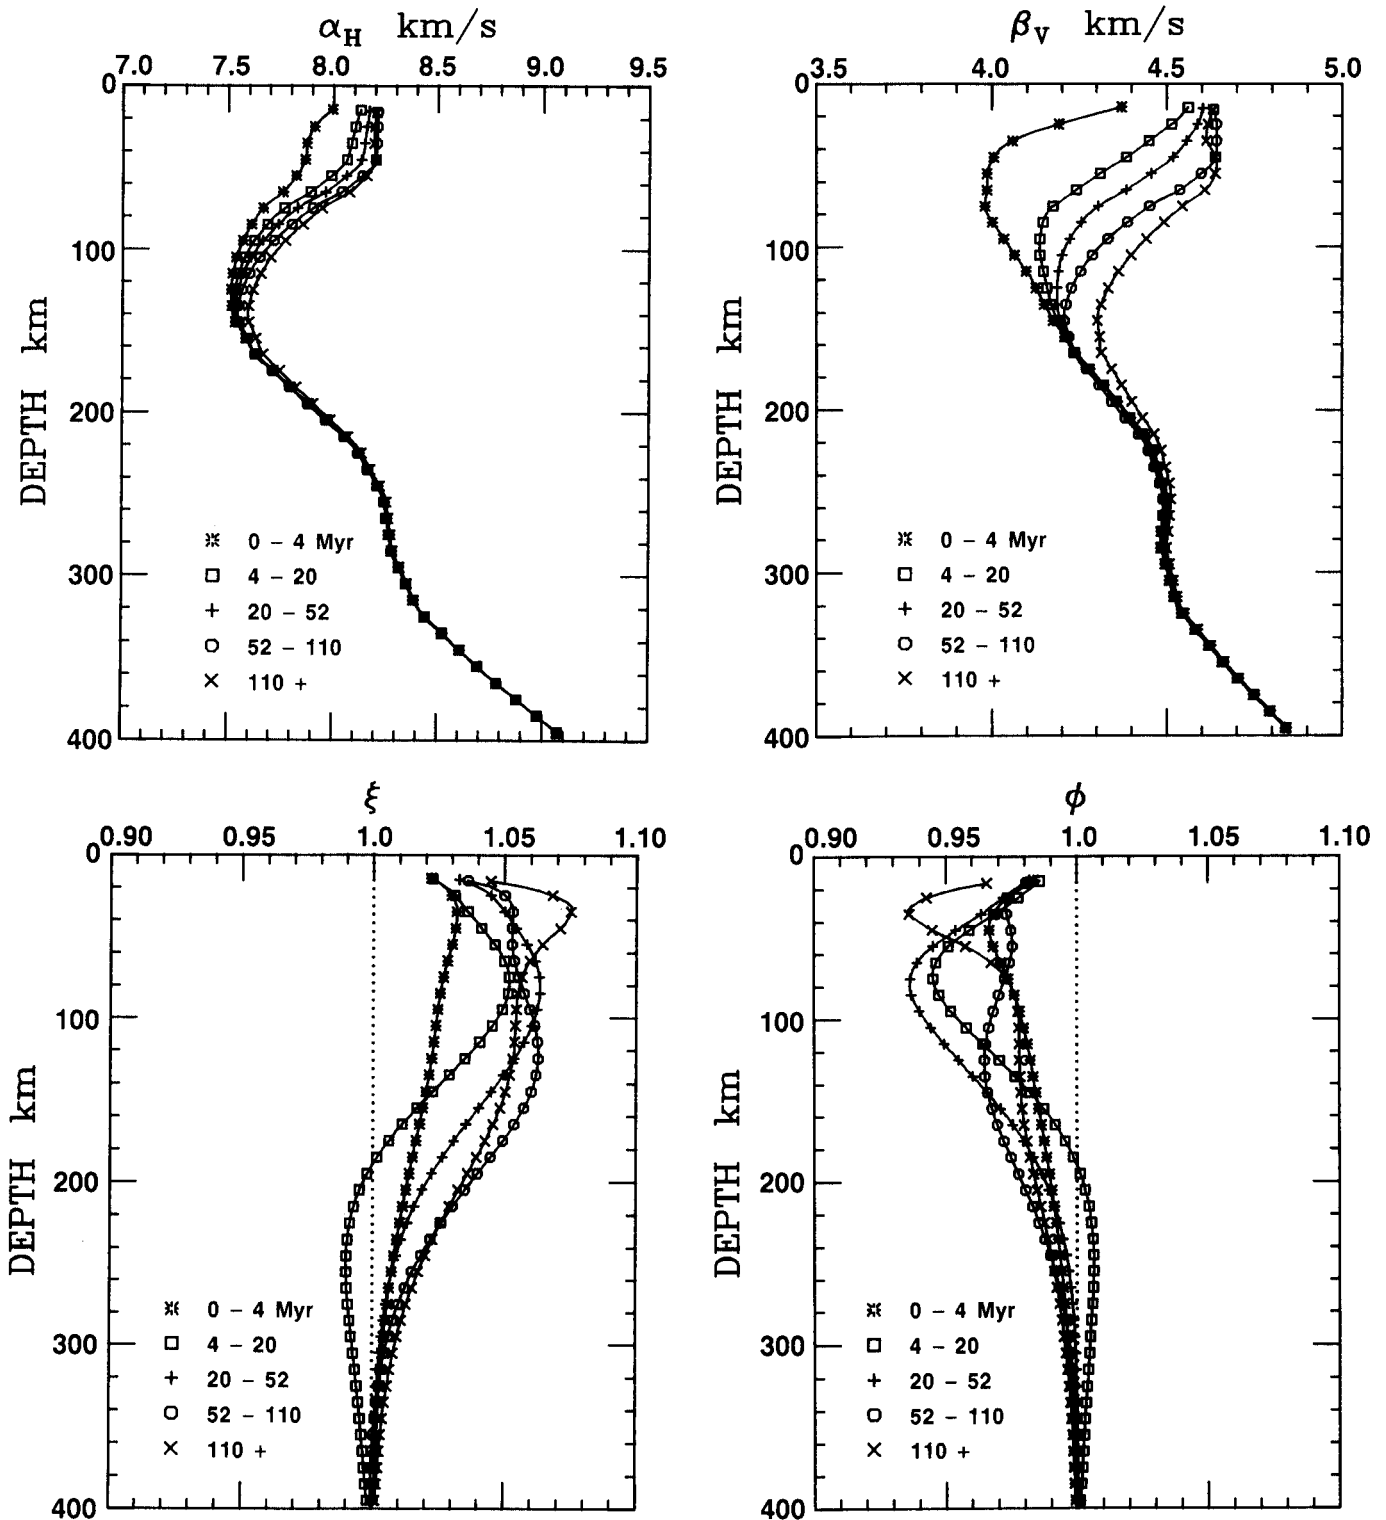 α_H km/s
7.0 7.5 8.0 8.5 9.0 9.5
0
100
200
300
400
DEPTH km
0 – 4 Myr
4 – 20
20 – 52
52 – 110
110 +
β_V km/s
3.5 4.0 4.5 5.0
0
100
200
300
400
DEPTH km
0 – 4 Myr
4 – 20
20 – 52
52 – 110
110 +
ξ
0.90 0.95 1.0 1.05 1.10
0
100
200
300
400
DEPTH km
0 – 4 Myr
4 – 20
20 – 52
52 – 110
110 +
ϕ
0.90 0.95 1.0 1.05 1.10
0
100
200
300
400
DEPTH km
0 – 4 Myr
4 – 20
20 – 52
52 – 110
110 +